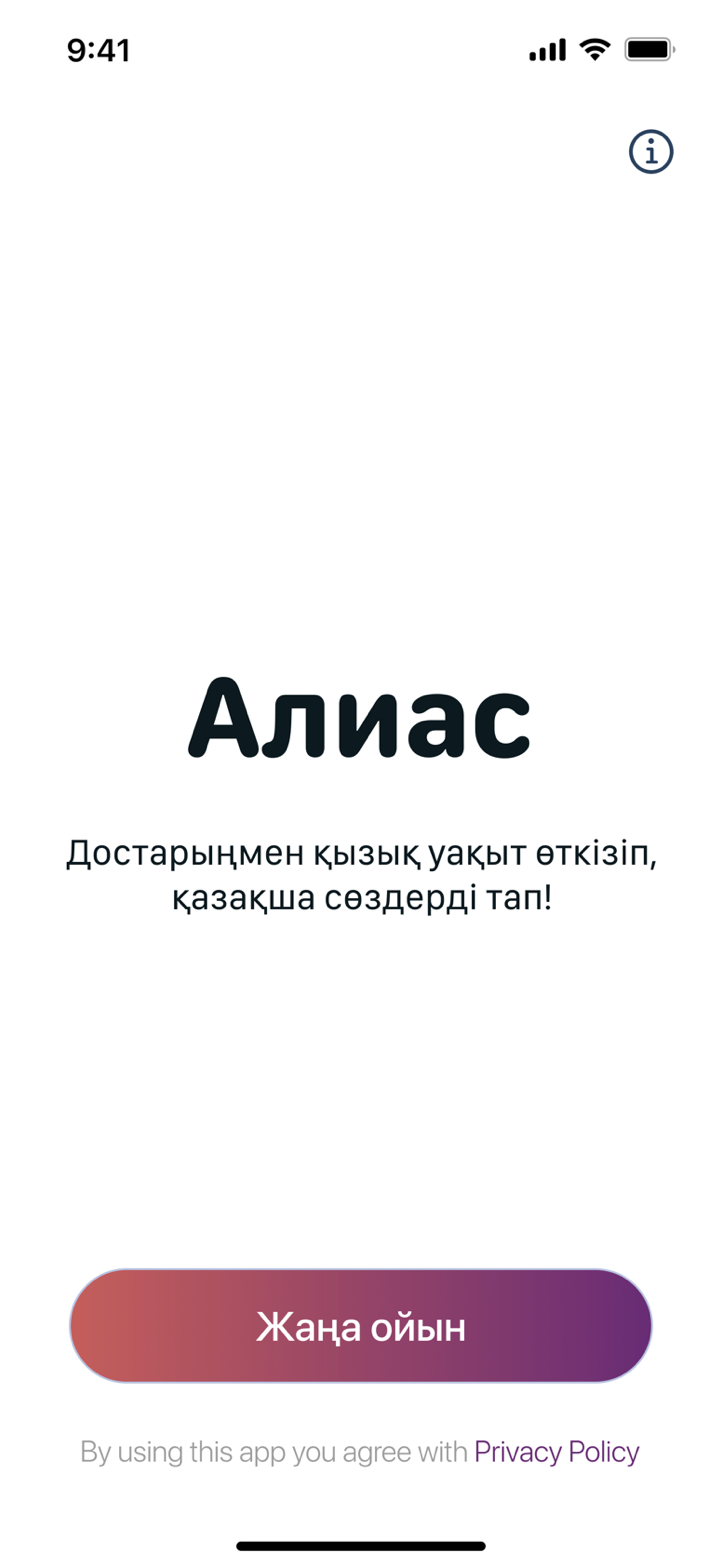 9:41
Алиас
Достарыңмен қызық уақыт өткізіп,
қазақша сөздерді тап!
Жаңа ойын
By using this app you agree with Privacy Policy